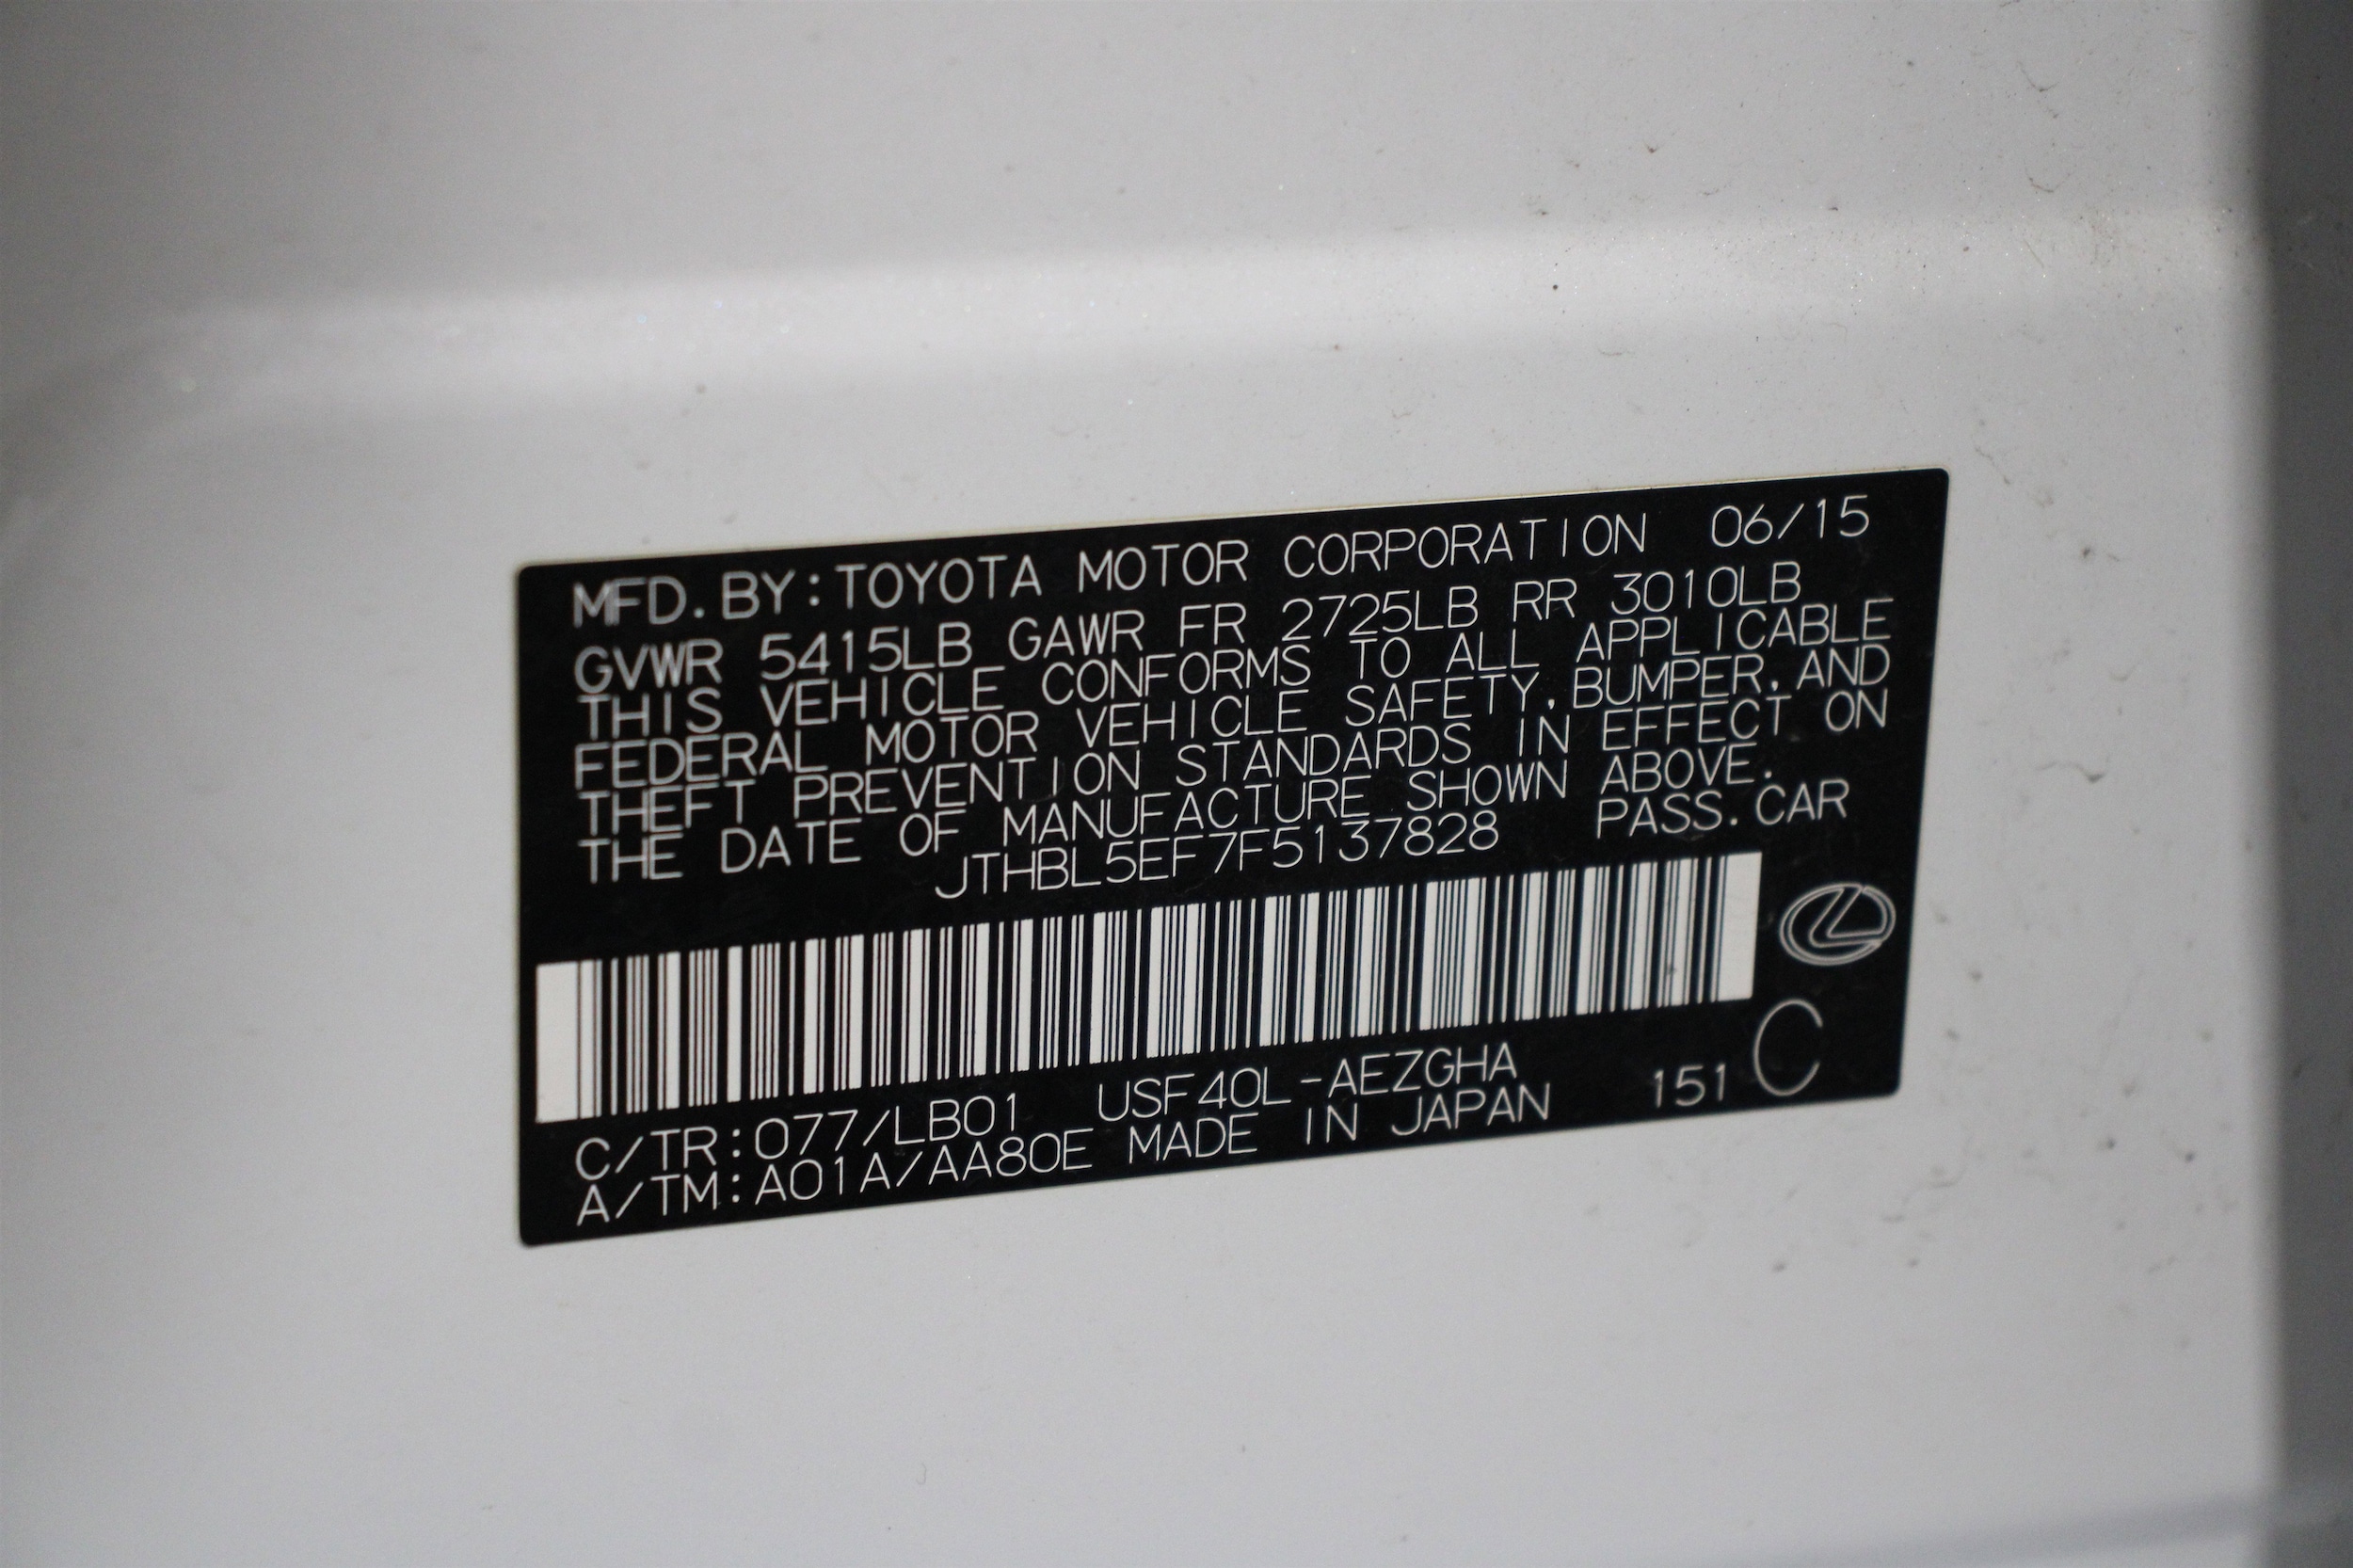 MFD. BY: TOYOTA MOTOR CORPORATION 06/15
GVWR 5415LB GAWR FR 2725LB RR 3010LB
THIS VEHICLE CONFORMS TO ALL APPLICABLE
FEDERAL MOTOR VEHICLE SAFETY, BUMPER, AND
THEFT PREVENTION STANDARDS IN EFFECT ON
THE DATE OF MANUFACTURE SHOWN ABOVE.
JTHBL5EF7F5137828 PASS. CAR
C/TR: 077/LB01 USF40L-AEZGHA
A/TM: A01A/AA80E MADE IN JAPAN 151 C